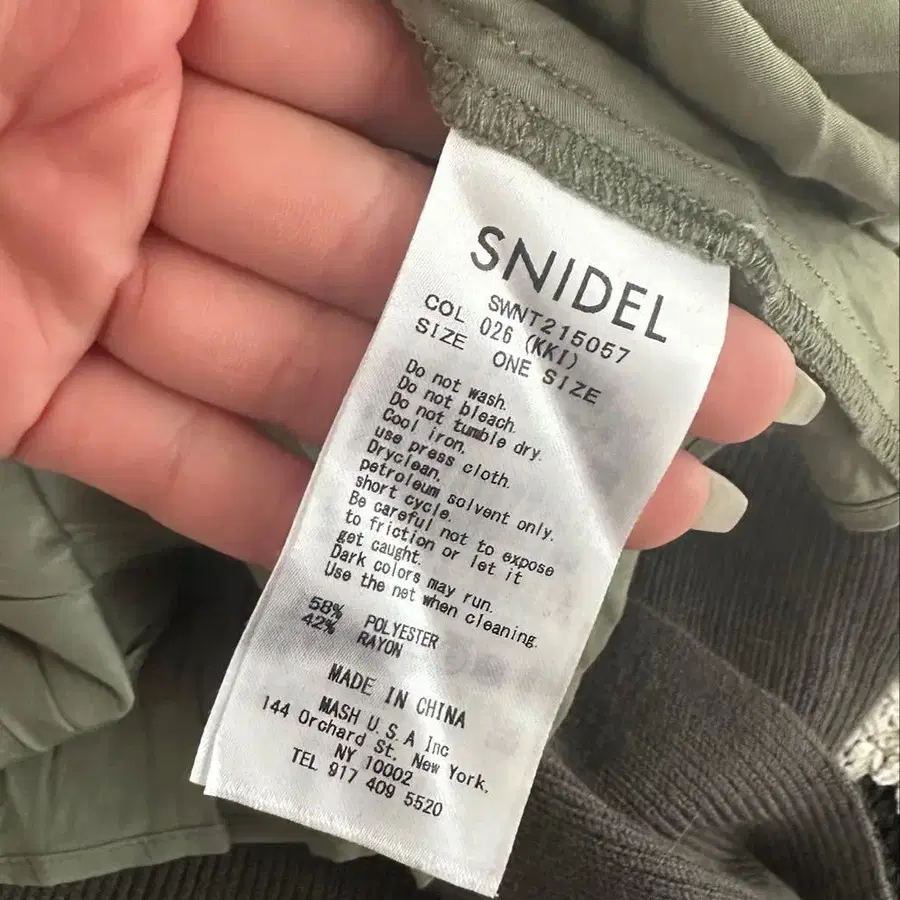 SNIDEL
SWNT215057
COL 026 (KKI)
SIZE ONE SIZE
Do not wash.
Do not bleach.
Do not tumble dry.
Cool iron,
use press cloth.
Dryclean,
petroleum solvent only.
short cycle.
Be careful not to expose
to friction or let it
get caught.
Dark colors may run.
Use the net when cleaning.
58% POLYESTER
42% RAYON
MADE IN CHINA
MASH U.S.A Inc
144 Orchard St, New York,
NY 10002
TEL 917 409 5520